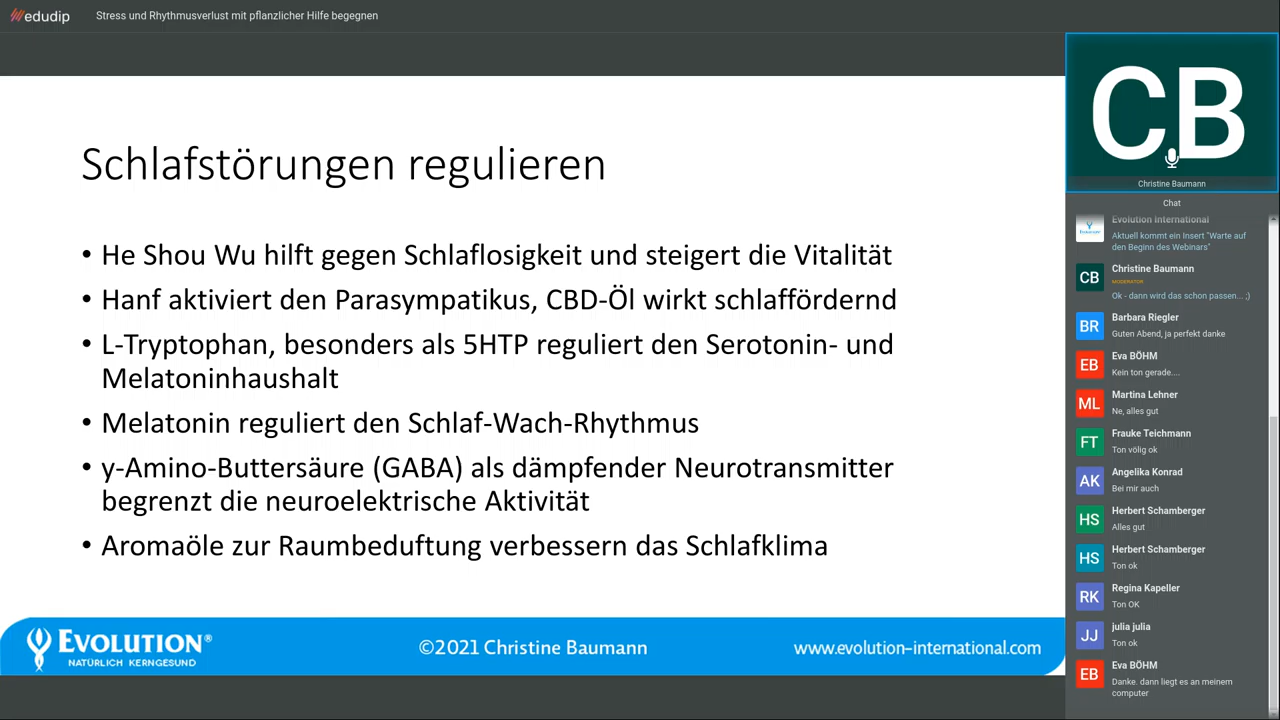 edudip
Stress und Rhythmusverlust mit pflanzlicher Hilfe begegnen
Schlafstörungen regulieren
• He Shou Wu hilft gegen Schlaflosigkeit und steigert die Vitalität
• Hanf aktiviert den Parasympatikus, CBD-Öl wirkt schlaffördernd
• L-Tryptophan, besonders als 5HTP reguliert den Serotonin- und
Melatoninhaushalt
• Melatonin reguliert den Schlaf-Wach-Rhythmus
• y-Amino-Buttersäure (GABA) als dämpfender Neurotransmitter
begrenzt die neuroelektrische Aktivität
• Aromaöle zur Raumbeduftung verbessern das Schlafklima
EVOLUTION®
NATÜRLICH KERNGESUND
©2021 Christine Baumann
www.evolution-international.com
CB
Christine Baumann
Chat
Evolution International
Aktuell kommt ein Insert "Warte auf
den Beginn des Webinars"
CB
Christine Baumann
MODERATOR
Ok - dann wird das schon passen... ;)
BR
Barbara Riegler
Guten Abend, ja perfekt danke
EB
Eva BÖHM
Kein ton gerade....
ML
Martina Lehner
Ne, alles gut
FT
Frauke Teichmann
Ton völig ok
AK
Angelika Konrad
Bei mir auch
HS
Herbert Schamberger
Alles gut
HS
Herbert Schamberger
Ton ok
RK
Regina Kapeller
Ton OK
JJ
julia julia
Ton ok
EB
Eva BÖHM
Danke. dann liegt es an meinem
computer